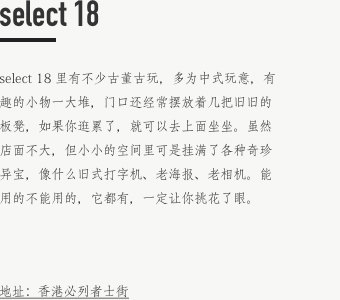 select 18
select 18 里有不少古董古玩，多为中式玩意，有
趣的小物一大堆，门口还经常摆放着几把旧旧的
板凳，如果你逛累了，就可以去上面坐坐。虽然
店面不大，但小小的空间里可是挂满了各种奇珍
异宝，像什么旧式打字机、老海报、老相机。能
用的不能用的，它都有，一定让你挑花了眼。
地址：香港必列者士街